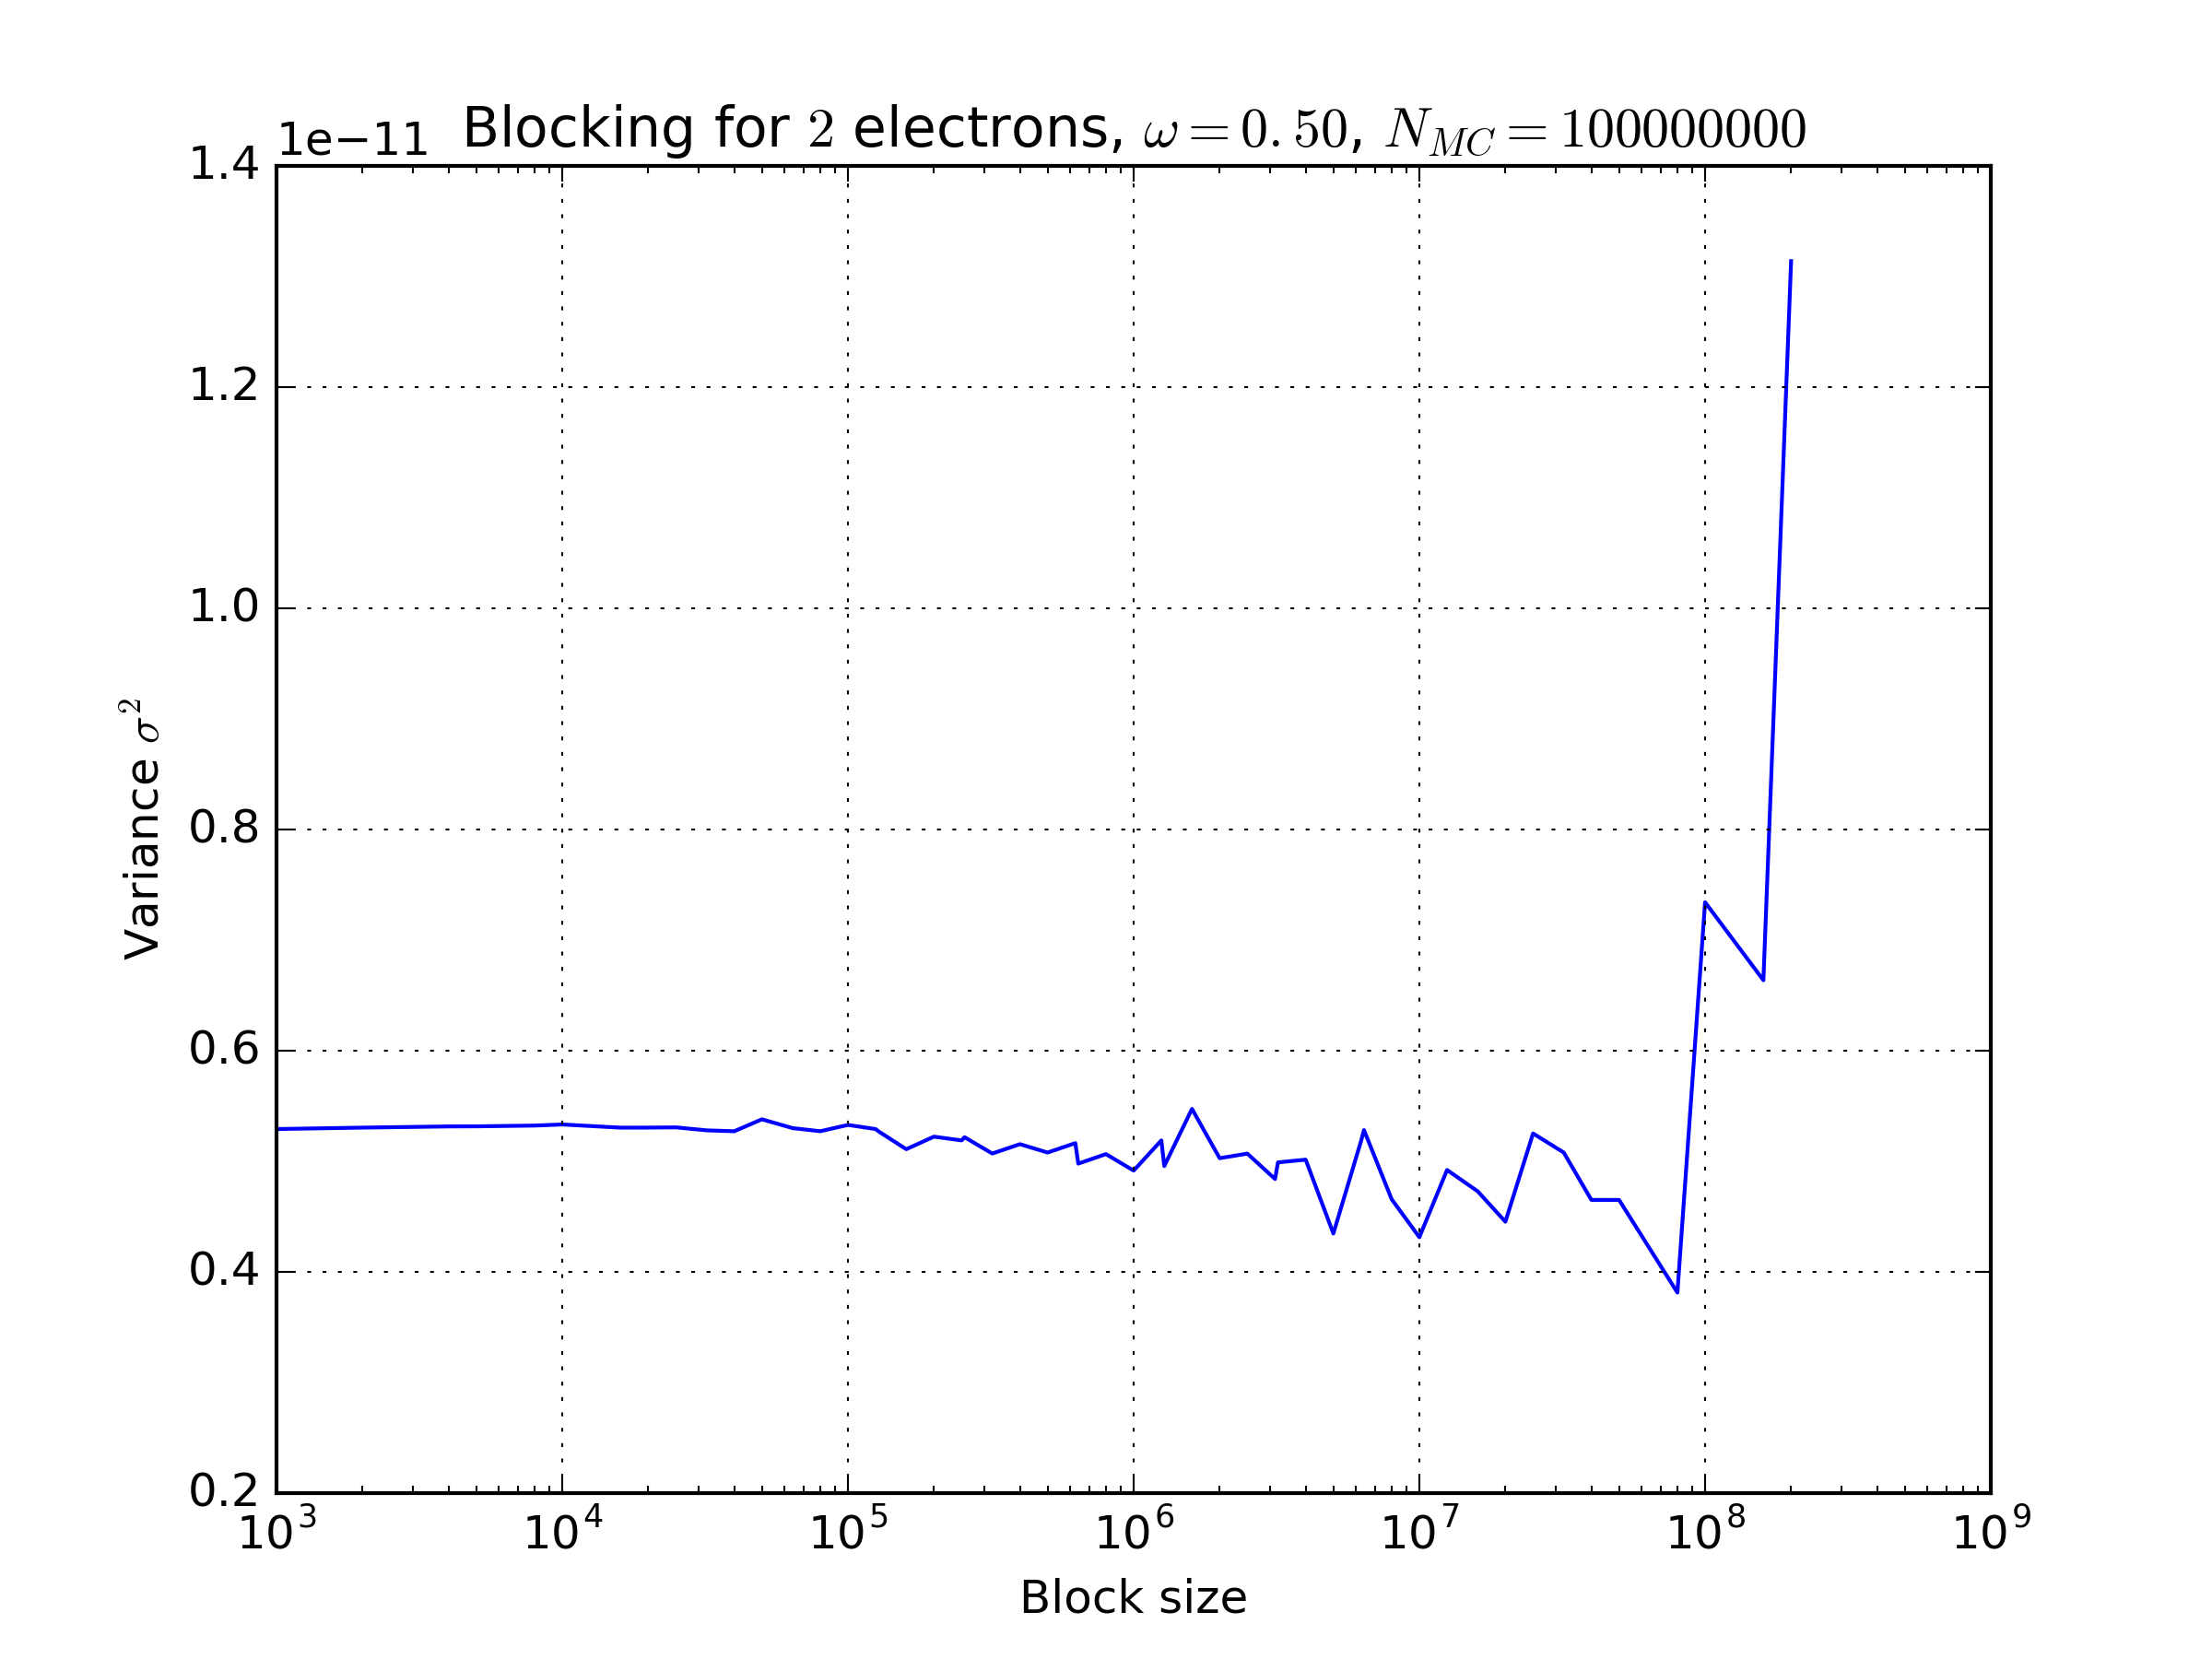 1e−11 Blocking for 2 electrons, ω = 0.50, N_MC = 100000000
1.4
1.2
1.0
0.8
0.6
0.4
0.2
Variance σ²
10³ 10⁴ 10⁵ 10⁶ 10⁷ 10⁸ 10⁹
Block size